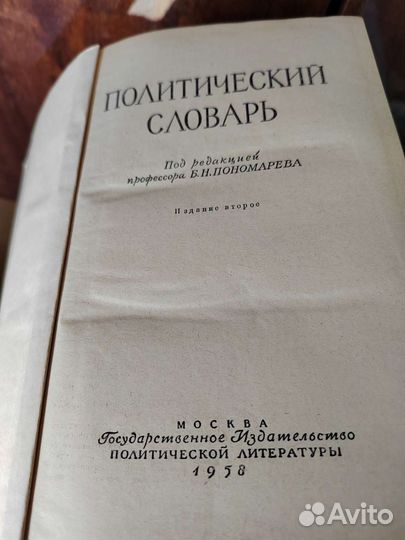 ПОЛИТИЧЕСКИЙ
СЛОВАРЬ
Под редакцией
профессора Б.Н.ПОНОМАРЕВА
Издание второе
МОСКВА
Государственное Издательство
ПОЛИТИЧЕСКОЙ ЛИТЕРАТУРЫ
1958
Avito